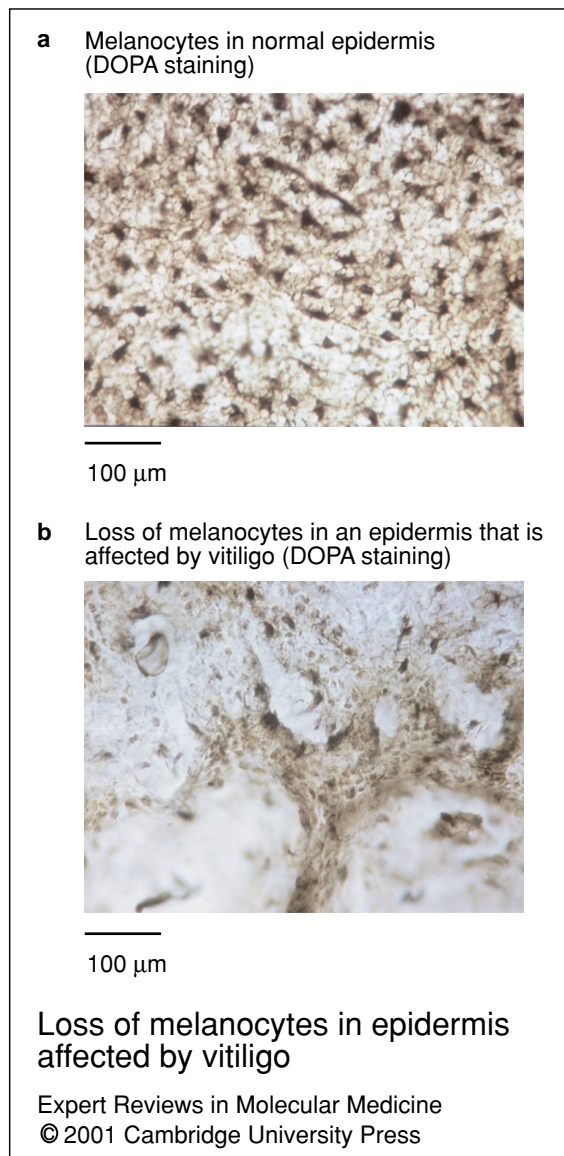 a Melanocytes in normal epidermis
(DOPA staining)
100 μm
b Loss of melanocytes in an epidermis that is
affected by vitiligo (DOPA staining)
100 μm
Loss of melanocytes in epidermis
affected by vitiligo
Expert Reviews in Molecular Medicine
© 2001 Cambridge University Press